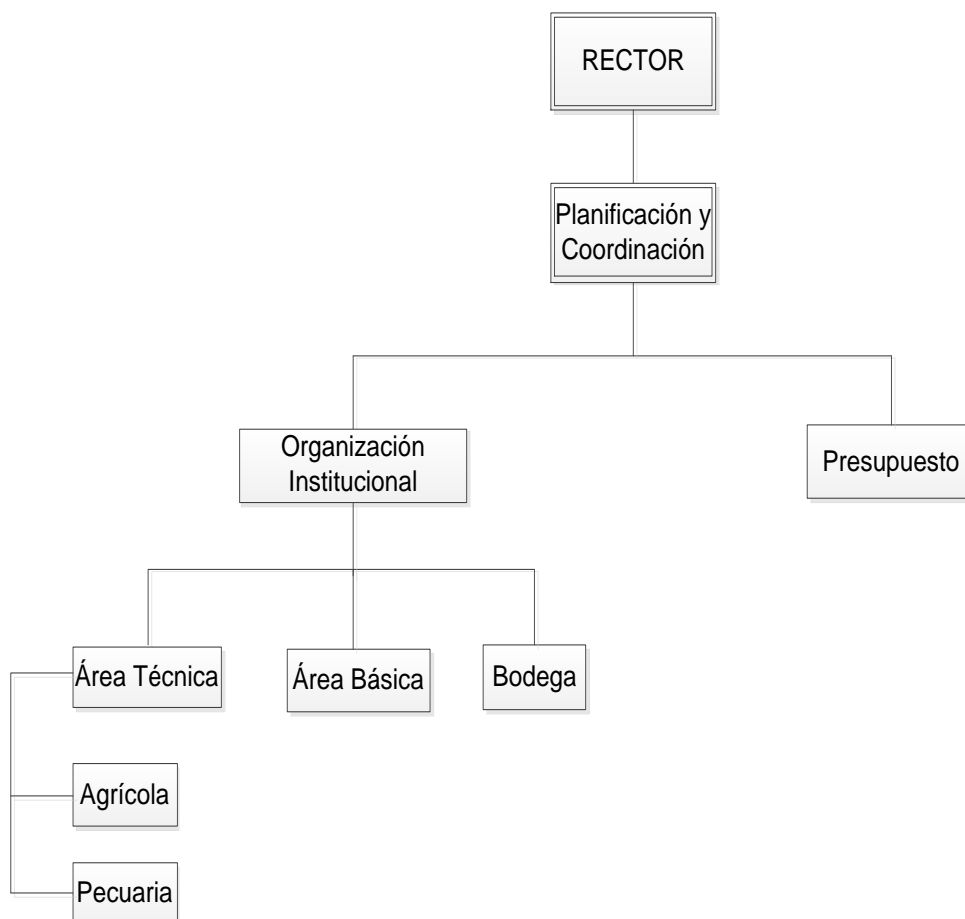 RECTOR
Planificación y
Coordinación
Organización
Institucional
Presupuesto
Área Técnica
Área Básica
Bodega
Agrícola
Pecuaria